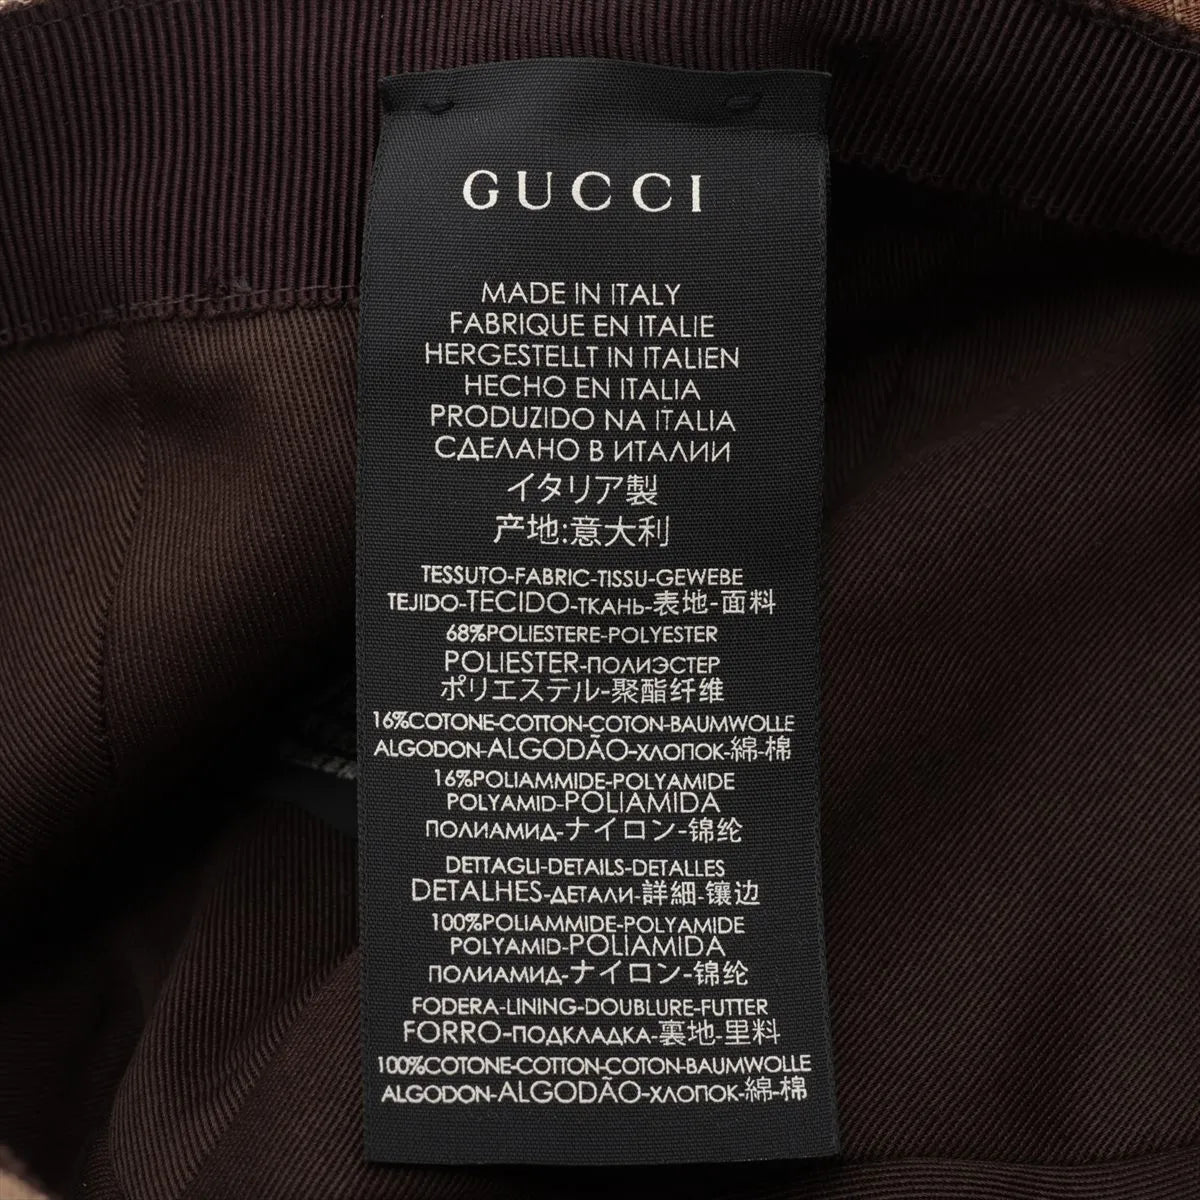 GUCCI
MADE IN ITALY
FABRIQUE EN ITALIE
HERGESTELLT IN ITALIEN
HECHO EN ITALIA
PRODUZIDO NA ITALIA
СДЕЛАНО В ИТАЛИИ
イタリア製
产地:意大利
TESSUTO-FABRIC-TISSU-GEWEBE
TEJIDO-TECIDO-ТКАНЬ-表地-面料
68%POLIESTERE-POLYESTER
POLIESTER-ПОЛИЭСТЕР
ポリエステル-聚酯纤维
16%COTONE-COTTON-COTON-BAUMWOLLE
ALGODON-ALGODÃO-ХЛОПОК-綿-棉
16%POLIAMMIDE-POLYAMIDE
POLYAMID-POLIAMIDA
ПОЛИАМИД-ナイロン-锦纶
DETTAGLI-DETAILS-DETALLES
DETALHES-ДЕТАЛИ-詳細-镶边
100%POLIAMMIDE-POLYAMIDE
POLYAMID-POLIAMIDA
ПОЛИАМИД-ナイロン-锦纶
FODERA-LINING-DOUBLURE-FUTTER
FORRO-ПОДКЛАДКА-裏地-里料
100%COTONE-COTTON-COTON-BAUMWOLLE
ALGODON-ALGODÃO-ХЛОПОК-綿-棉